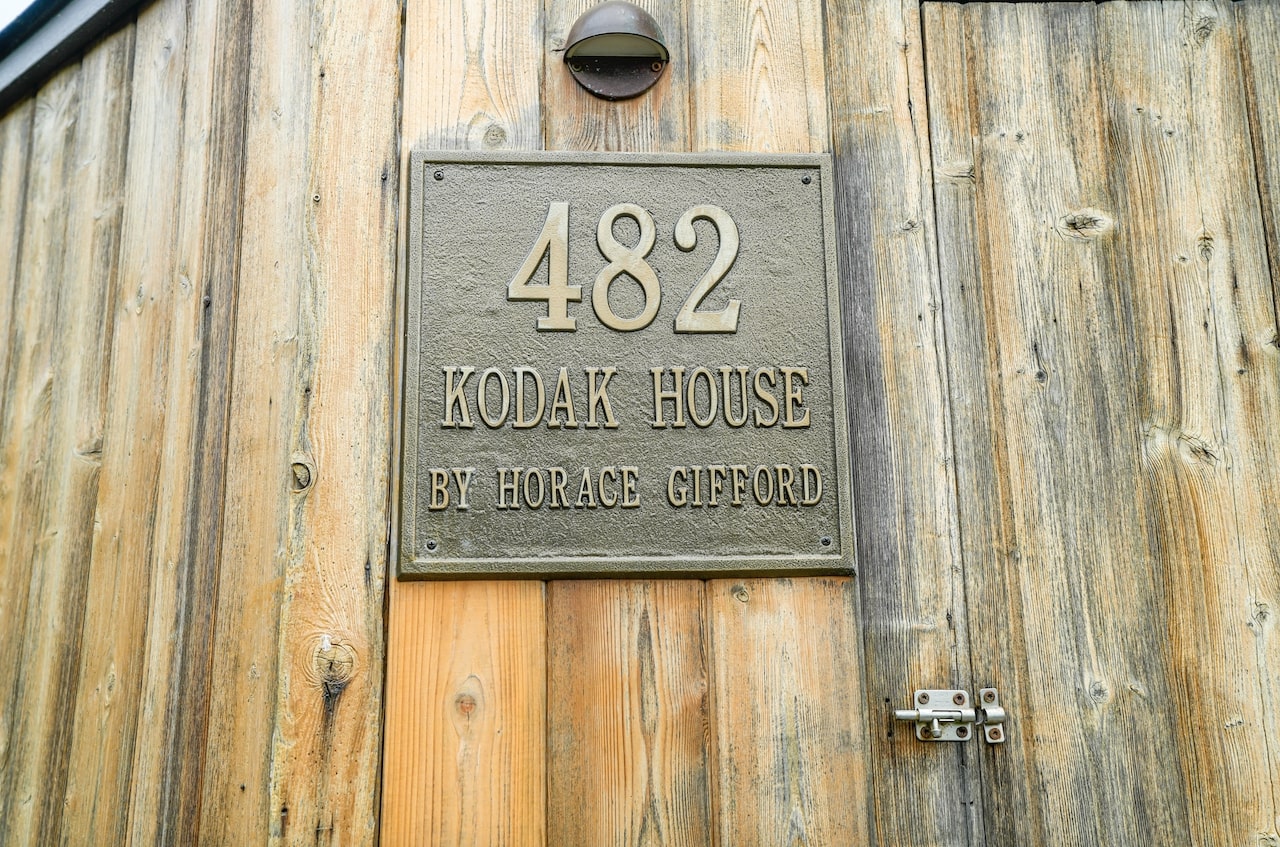 482
KODAK HOUSE
BY HORACE GIFFORD